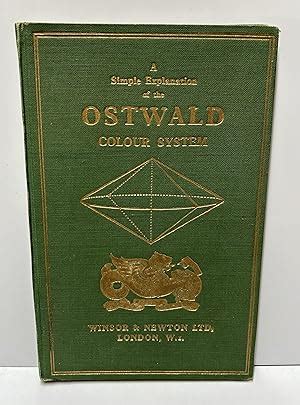 A
Simple Explanation
of the
OSTWALD
COLOUR SYSTEM
WINSOR & NEWTON LTD,
LONDON, W.1.